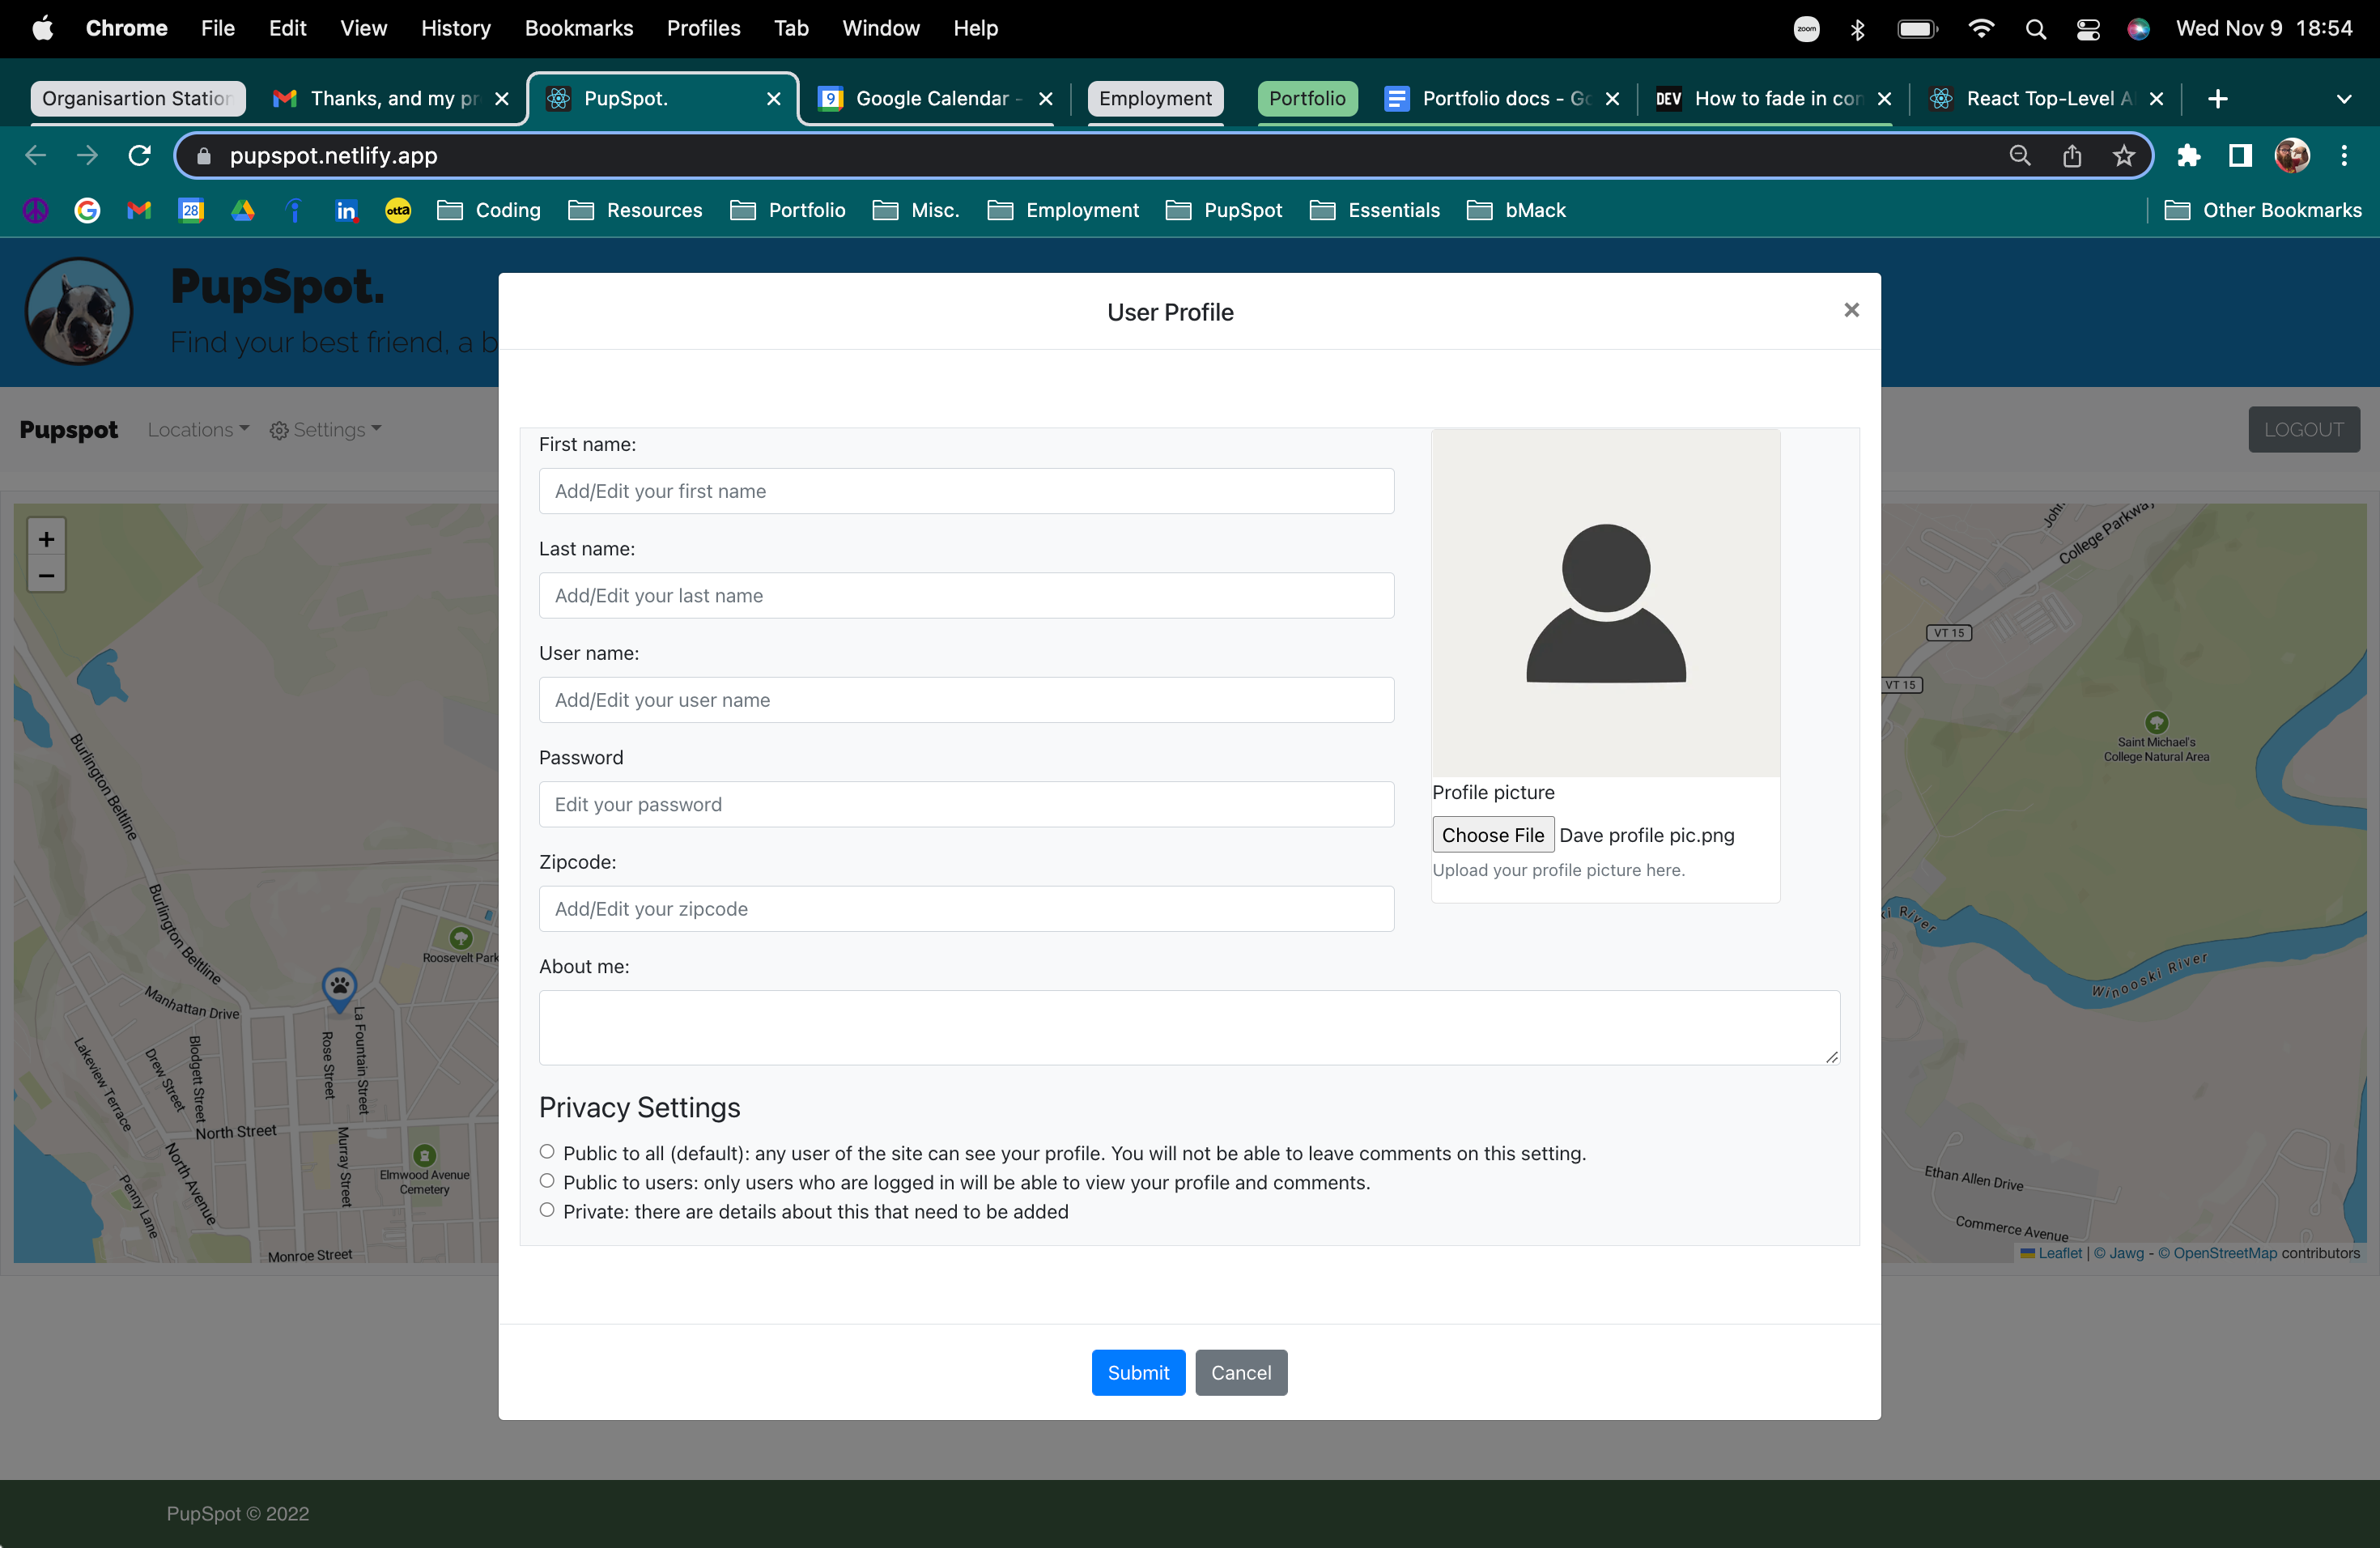 Chrome File Edit View History Bookmarks Profiles Tab Window Help zoom Wed Nov 9 18:54
Organisartion Station Thanks, and my pr PupSpot. 9 Google Calendar - Employment Portfolio Portfolio docs - Go DEV How to fade in con React Top-Level A
pupspot.netlify.app
28 in otta Coding Resources Portfolio Misc. Employment PupSpot Essentials bMack Other Bookmarks
PupSpot.
Find your best friend, a b
Pupspot Locations Settings LOGOUT
User Profile ×
First name:
Add/Edit your first name
Last name:
Add/Edit your last name
User name:
Add/Edit your user name
Password
Edit your password
Zipcode:
Add/Edit your zipcode
Profile picture
Choose File Dave profile pic.png
Upload your profile picture here.
About me:
Privacy Settings
Public to all (default): any user of the site can see your profile. You will not be able to leave comments on this setting.
Public to users: only users who are logged in will be able to view your profile and comments.
Private: there are details about this that need to be added
Submit Cancel
+
−
Burlington Beltline
Burlington Beltline
Roosevelt Park
Manhattan Drive
La Fountain Street
Rose Street
Blodgett Street
Drew Street
Lakeview Terrace
North Street
North Avenue
Murray Street
Penny Lane
Elmwood Avenue
Cemetery
Monroe Street
College Parkway
VT 15
VT 15
Saint Michael's
College Natural Area
River
Winooski River
Ethan Allen Drive
Commerce Avenue
Leaflet | © Jawg - © OpenStreetMap contributors
PupSpot © 2022